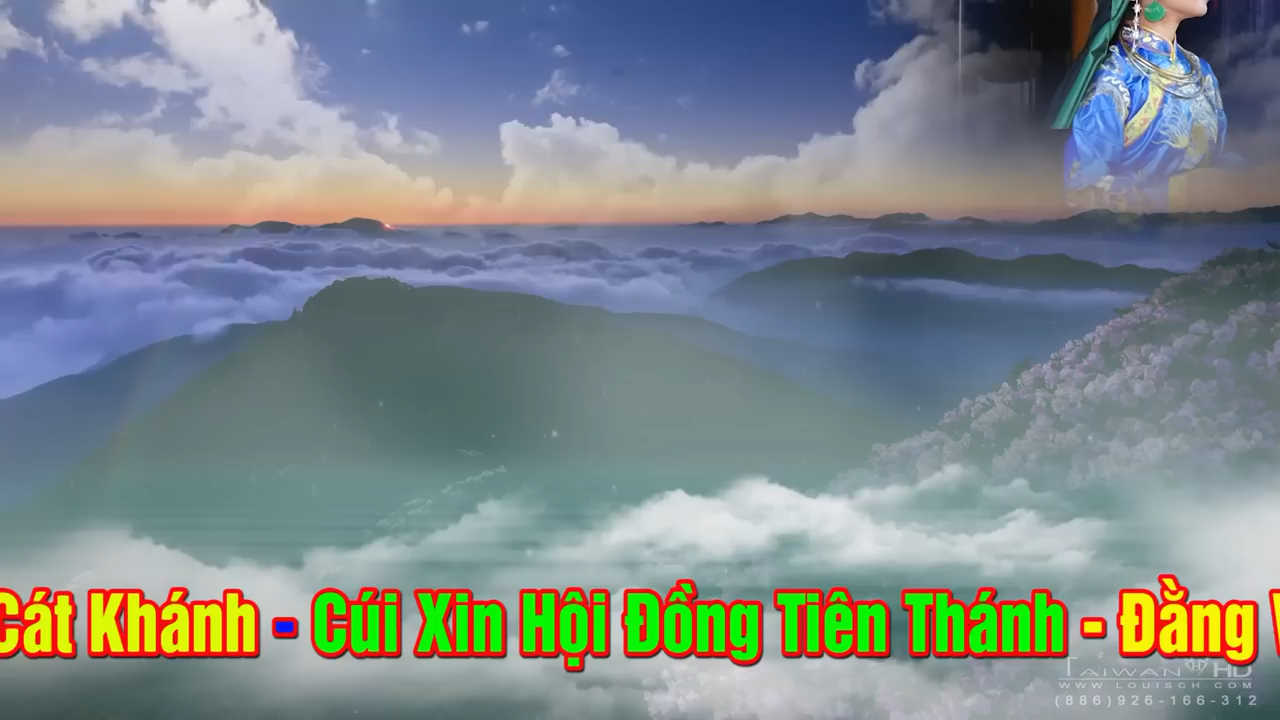 Cát Khánh - Cúi Xin Hội Đồng Tiên Thánh - Đằng
TAIWAN HD
WWW.LOUISCH.COM
(886)926-166-312